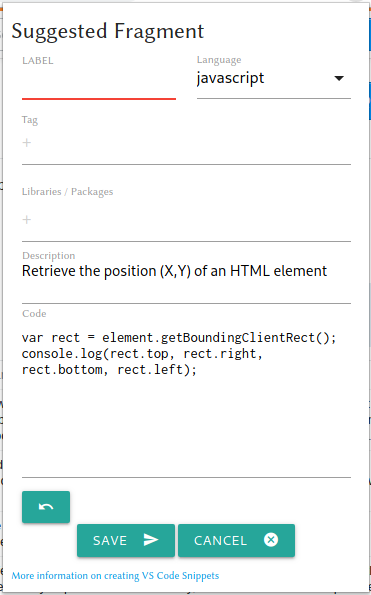 Suggested Fragment
LABEL
Language
javascript
Tag
+
Libraries / Packages
+
Description
Retrieve the position (X,Y) of an HTML element
Code
var rect = element.getBoundingClientRect();
console.log(rect.top, rect.right,
rect.bottom, rect.left);
SAVE
CANCEL
More information on creating VS Code Snippets